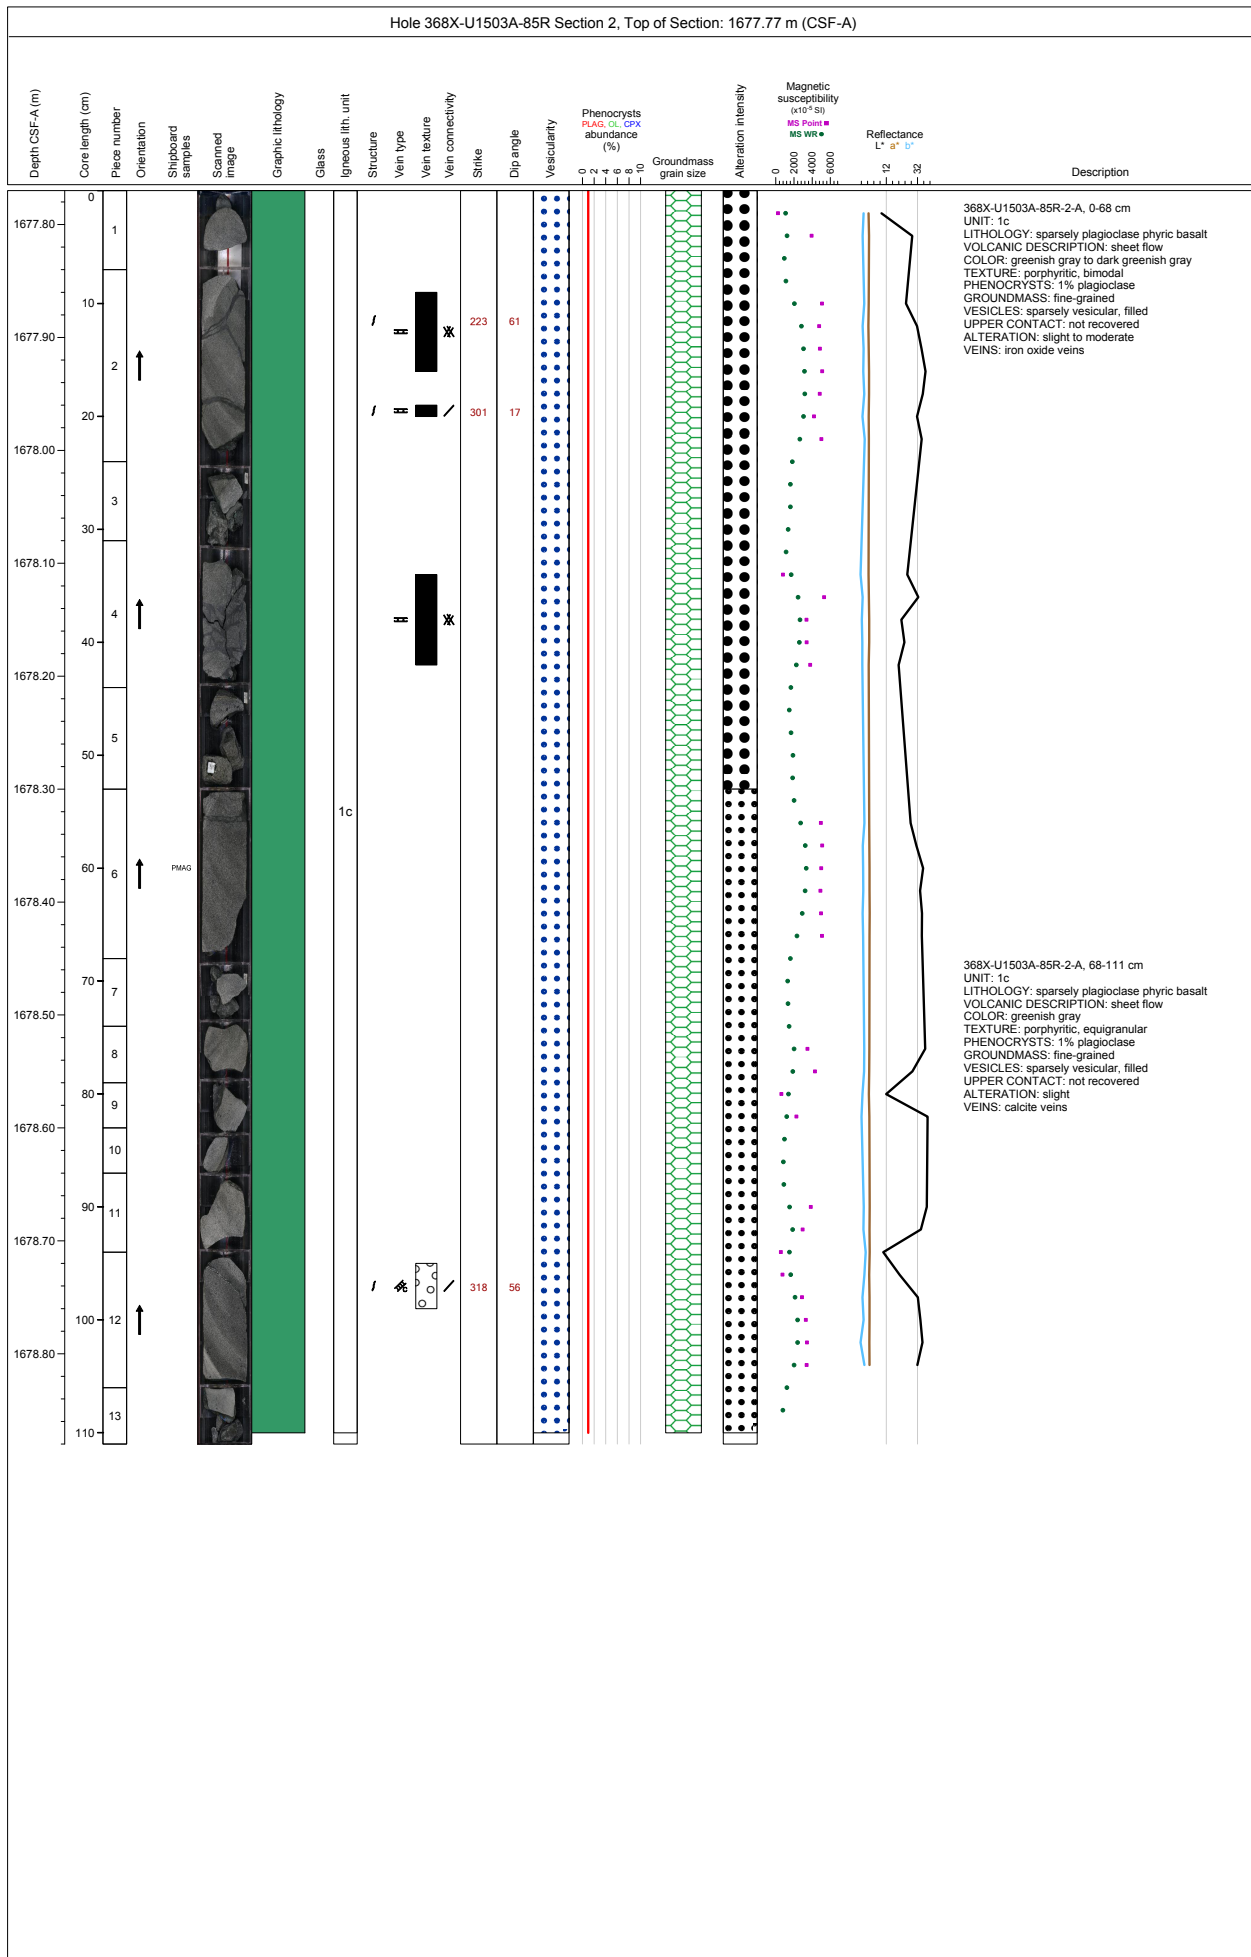 Hole 368X-U1503A-85R Section 2, Top of Section: 1677.77 m (CSF-A)
Depth CSF-A (m)
Core length (cm)
Piece number
Orientation
Shipboard
samples
Scanned
image
Graphic lithology
Glass
Igneous lith. unit
Structure
Vein type
Vein texture
Vein connectivity
Strike
Dip angle
Vesicularity
Phenocrysts
PLAG, OL, CPX
abundance
(%)
0 2 4 6 8 10
Groundmass
grain size
Alteration intensity
Magnetic
susceptibility
(x10-5 SI)
MS Point
MS WR
0 2000 4000 6000
Reflectance
L* a* b*
12 32
Description
1677.80
1677.90
1678.00
1678.10
1678.20
1678.30
1678.40
1678.50
1678.60
1678.70
1678.80
0
10
20
30
40
50
60
70
80
90
100
110
1
2
3
4
5
6
7
8
9
10
11
12
13
PMAG
1c
223 61
301 17
318 56
368X-U1503A-85R-2-A, 0-68 cm
UNIT: 1c
LITHOLOGY: sparsely plagioclase phyric basalt
VOLCANIC DESCRIPTION: sheet flow
COLOR: greenish gray to dark greenish gray
TEXTURE: porphyritic, bimodal
PHENOCRYSTS: 1% plagioclase
GROUNDMASS: fine-grained
VESICLES: sparsely vesicular, filled
UPPER CONTACT: not recovered
ALTERATION: slight to moderate
VEINS: iron oxide veins
368X-U1503A-85R-2-A, 68-111 cm
UNIT: 1c
LITHOLOGY: sparsely plagioclase phyric basalt
VOLCANIC DESCRIPTION: sheet flow
COLOR: greenish gray
TEXTURE: porphyritic, equigranular
PHENOCRYSTS: 1% plagioclase
GROUNDMASS: fine-grained
VESICLES: sparsely vesicular, filled
UPPER CONTACT: not recovered
ALTERATION: slight
VEINS: calcite veins